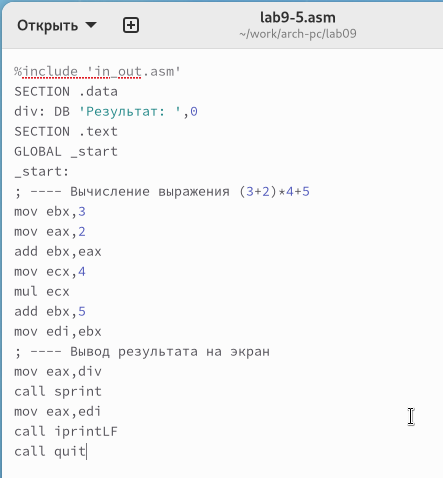 Открыть
lab9-5.asm
~/work/arch-pc/lab09
%include 'in_out.asm'
SECTION .data
div: DB 'Результат: ',0
SECTION .text
GLOBAL _start
_start:
; ---- Вычисление выражения (3+2)*4+5
mov ebx,3
mov eax,2
add ebx,eax
mov ecx,4
mul ecx
add ebx,5
mov edi,ebx
; ---- Вывод результата на экран
mov eax,div
call sprint
mov eax,edi
call iprintLF
call quit